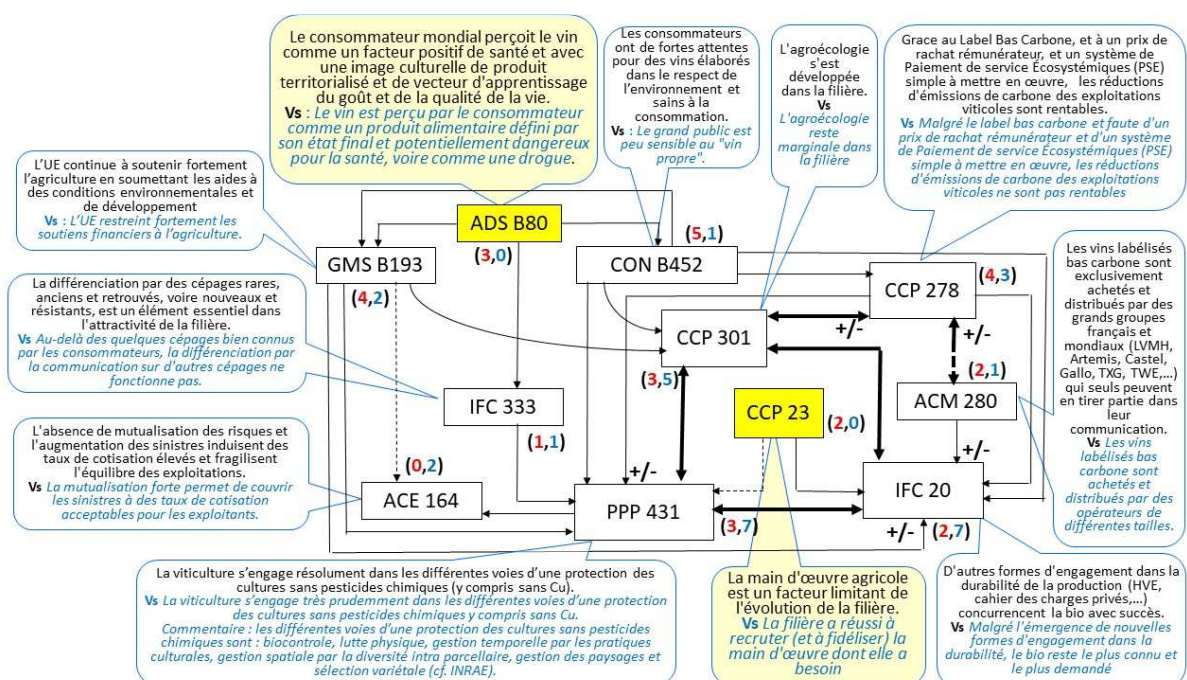 Le consommateur mondial perçoit le vin
comme un facteur positif de santé et avec
une image culturelle de produit
territorialisé et de vecteur d'apprentissage
du goût et de la qualité de la vie.
Vs : Le vin est perçu par le consommateur
comme un produit alimentaire défini par
son état final et potentiellement dangereux
pour la santé, voire comme une drogue.
Les consommateurs
ont de fortes attentes
pour des vins élaborés
dans le respect de
l'environnement et
sains à la
consommation.
Vs : Le grand public est
peu sensible au "vin
propre".
L'agroécologie
s'est
développée
dans la filière.
Vs
L'agroécologie
reste
marginale dans
la filière
Grace au Label Bas Carbone, et à un prix de
rachat rémunérateur, et un système de
Paiement de service Écosystémiques (PSE)
simple à mettre en œuvre, les réductions
d'émissions de carbone des exploitations
viticoles sont rentables.
Vs Malgré le label bas carbone et faute d'un
prix de rachat rémunérateur et d'un système
de Paiement de service Écosystémiques (PSE)
simple à mettre en œuvre, les réductions
d'émissions de carbone des exploitations
viticoles ne sont pas rentables
L'UE continue à soutenir fortement
l'agriculture en soumettant les aides à
des conditions environnementales et
de développement
Vs : L'UE restreint fortement les
soutiens financiers à l'agriculture.
ADS B80
(3,0)
GMS B193
(4,2)
CON B452
(5,1)
CCP 278
(4,3)
CCP 301
(3,5)
+/-
+/-
Les vins labélisés
bas carbone sont
exclusivement
achetés et
distribués par des
grands groupes
français et
mondiaux (LVMH,
Artemis, Castel,
Gallo, TXG, TWE,...)
qui seuls peuvent
en tirer partie dans
leur
communication.
Vs Les vins
labélisés bas
carbone sont
achetés et
distribués par des
opérateurs de
différentes tailles.
La différenciation par des cépages rares,
anciens et retrouvés, voire nouveaux et
résistants, est un élément essentiel dans
l'attractivité de la filière.
Vs Au-delà des quelques cépages bien connus
par les consommateurs, la différenciation par
la communication sur d'autres cépages ne
fonctionne pas.
IFC 333
(1,1)
CCP 23
(2,0)
(2,1)
ACM 280
+/-
L'absence de mutualisation des risques et
l'augmentation des sinistres induisent des
taux de cotisation élevés et fragilisent
l'équilibre des exploitations.
Vs La mutualisation forte permet de couvrir
les sinistres à des taux de cotisation
acceptables pour les exploitants.
(0,2)
ACE 164
+/-
PPP 431
(3,7)
IFC 20
+/-
(2,7)
La viticulture s'engage résolument dans les différentes voies d'une protection des
cultures sans pesticides chimiques (y compris sans Cu).
Vs La viticulture s'engage très prudemment dans les différentes voies d'une protection
des cultures sans pesticides chimiques y compris sans Cu.
Commentaire : les différentes voies d'une protection des cultures sans pesticides
chimiques sont : biocontrole, lutte physique, gestion temporelle par les pratiques
culturales, gestion spatiale par la diversité intra parcellaire, gestion des paysages et
sélection variétale (cf. INRAE).
La main d'œuvre agricole
est un facteur limitant de
l'évolution de la filière.
Vs La filière a réussi à
recruter (et à fidéliser) la
main d'œuvre dont elle a
besoin
D'autres formes d'engagement dans la
durabilité de la production (HVE,
cahier des charges privés,...)
concurrencent la bio avec succès.
Vs Malgré l'émergence de nouvelles
formes d'engagement dans la
durabilité, le bio reste le plus connu et
le plus demandé